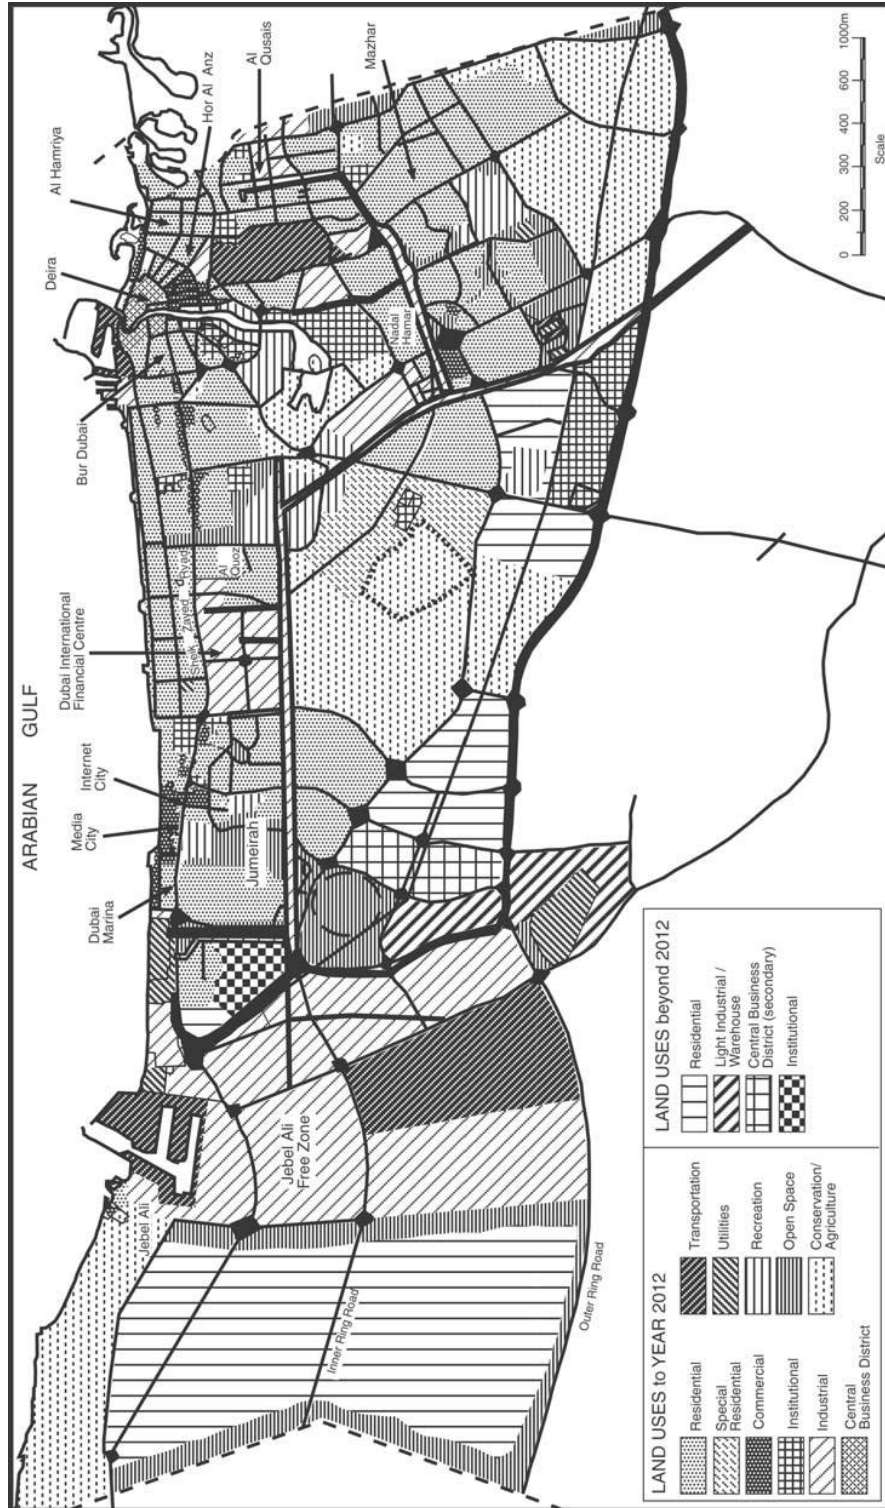 ARABIAN GULF
Dubai
Marina
Media
City
Internet
City
Dubai International
Financial Centre
Bur Dubai
Deira
Al Hamriya
Hor Al Anz
Al
Qusais
Mazhar
Jebel Ali
Jebel Ali
Free Zone
Jumeirah
Sheik Zayed Ryad
Al
Quoz
Nadal
Hamar
Inner Ring Road
Outer Ring Road
LAND USES to YEAR 2012
Residential
Special
Residential
Commercial
Institutional
Industrial
Central
Business District
Transportation
Utilities
Recreation
Open Space
Conservation/
Agriculture
LAND USES beyond 2012
Residential
Light Industrial /
Warehouse
Central Business
District (secondary)
Institutional
0 200 300 400 600 1000m
Scale